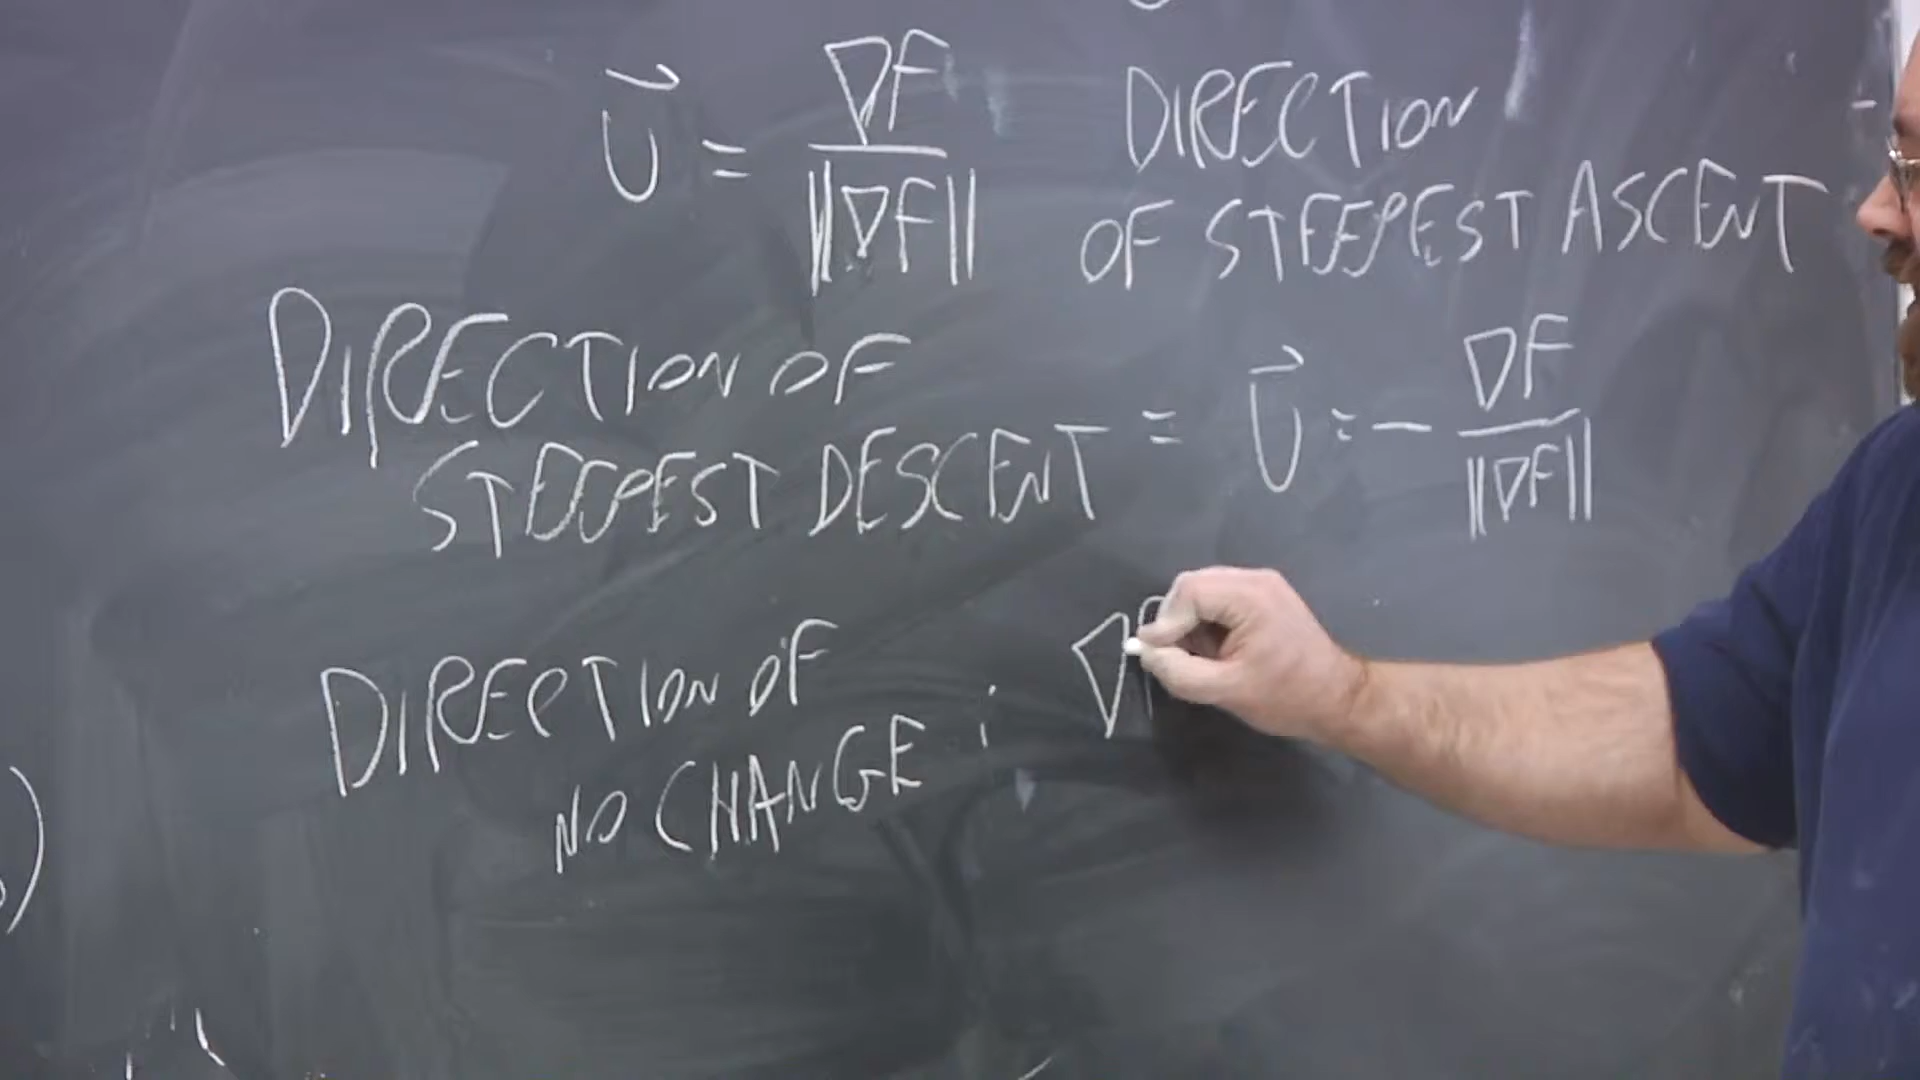 U⃗ = ∇F / ||∇F|| DIRECTION
OF STEEPEST ASCENT
DIRECTION OF
STEEPEST DESCENT = U⃗ = - ∇F / ||∇F||
DIRECTION OF
NO CHANGE : ∇F
)